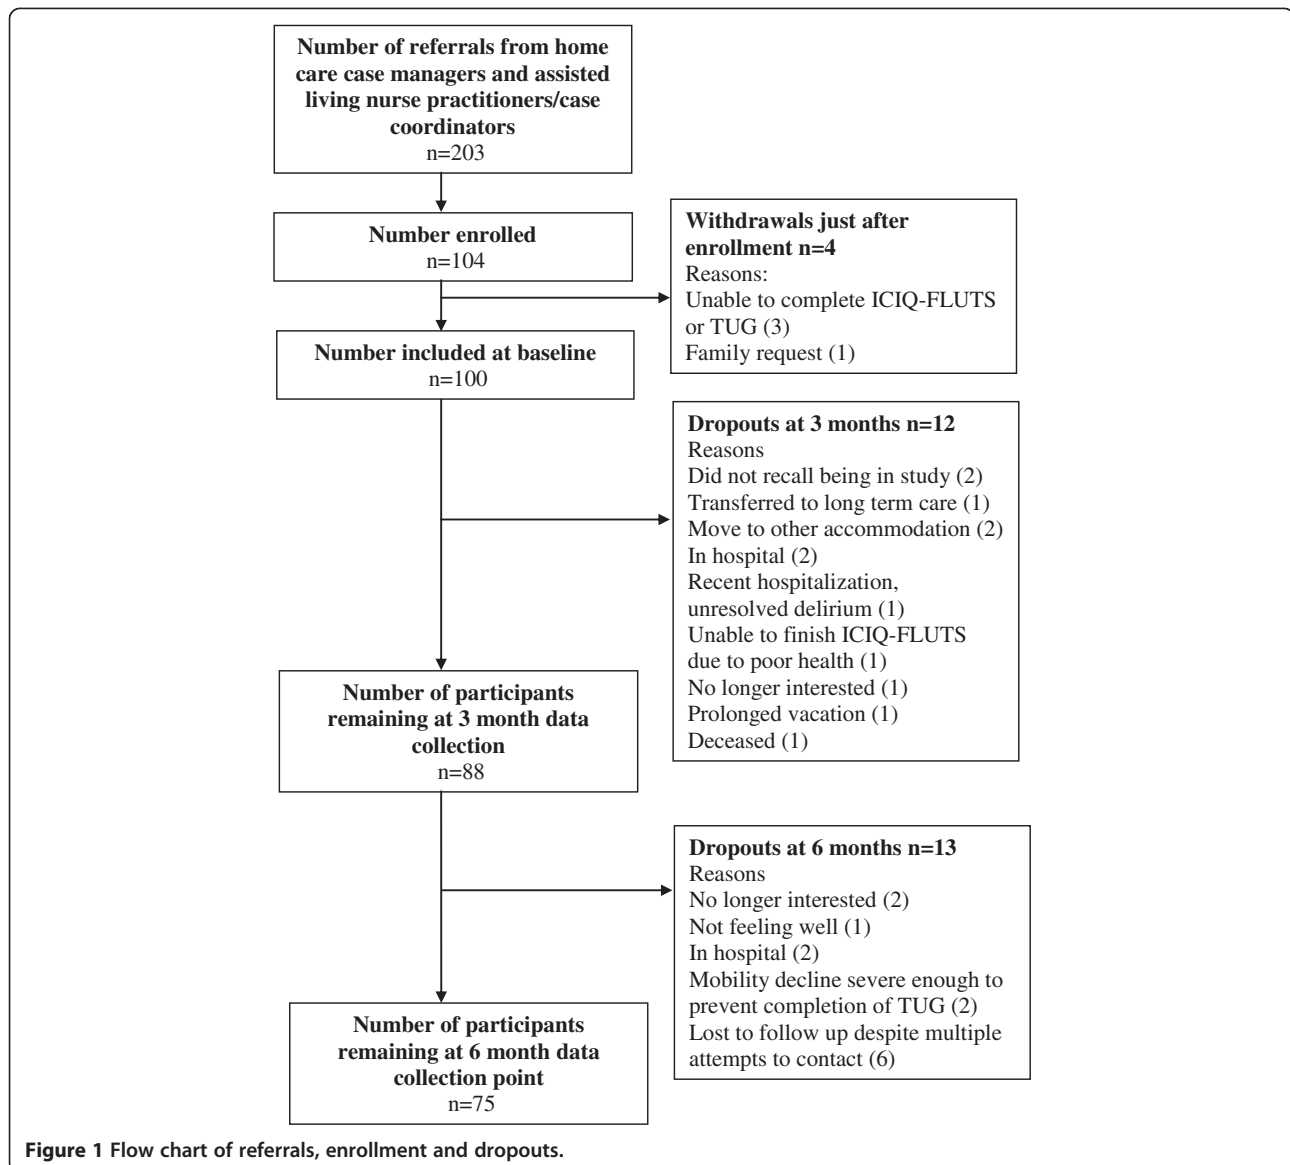 Number of referrals from home
care case managers and assisted
living nurse practitioners/case
coordinators
n=203
Number enrolled
n=104
Withdrawals just after
enrollment n=4
Reasons:
Unable to complete ICIQ-FLUTS
or TUG (3)
Family request (1)
Number included at baseline
n=100
Dropouts at 3 months n=12
Reasons
Did not recall being in study (2)
Transferred to long term care (1)
Move to other accommodation (2)
In hospital (2)
Recent hospitalization,
unresolved delirium (1)
Unable to finish ICIQ-FLUTS
due to poor health (1)
No longer interested (1)
Prolonged vacation (1)
Deceased (1)
Number of participants
remaining at 3 month data
collection
n=88
Dropouts at 6 months n=13
Reasons
No longer interested (2)
Not feeling well (1)
In hospital (2)
Mobility decline severe enough to
prevent completion of TUG (2)
Lost to follow up despite multiple
attempts to contact (6)
Number of participants
remaining at 6 month data
collection point
n=75
Figure 1 Flow chart of referrals, enrollment and dropouts.